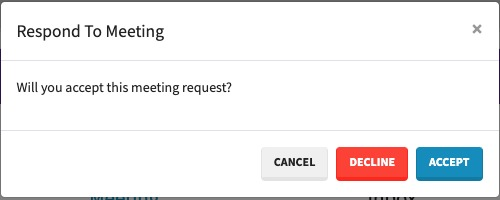 Respond To Meeting
×
Will you accept this meeting request?
CANCEL DECLINE ACCEPT